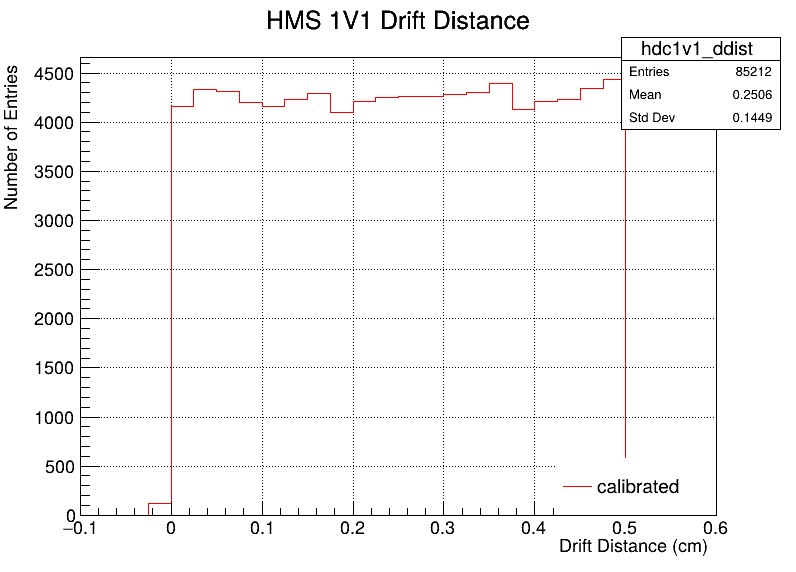 HMS 1V1 Drift Distance
hdc1v1_ddist
Entries 85212
Mean 0.2506
Std Dev 0.1449
Number of Entries
4500
4000
3500
3000
2500
2000
1500
1000
500
0
−0.1 0 0.1 0.2 0.3 0.4 0.5 0.6
calibrated
Drift Distance (cm)